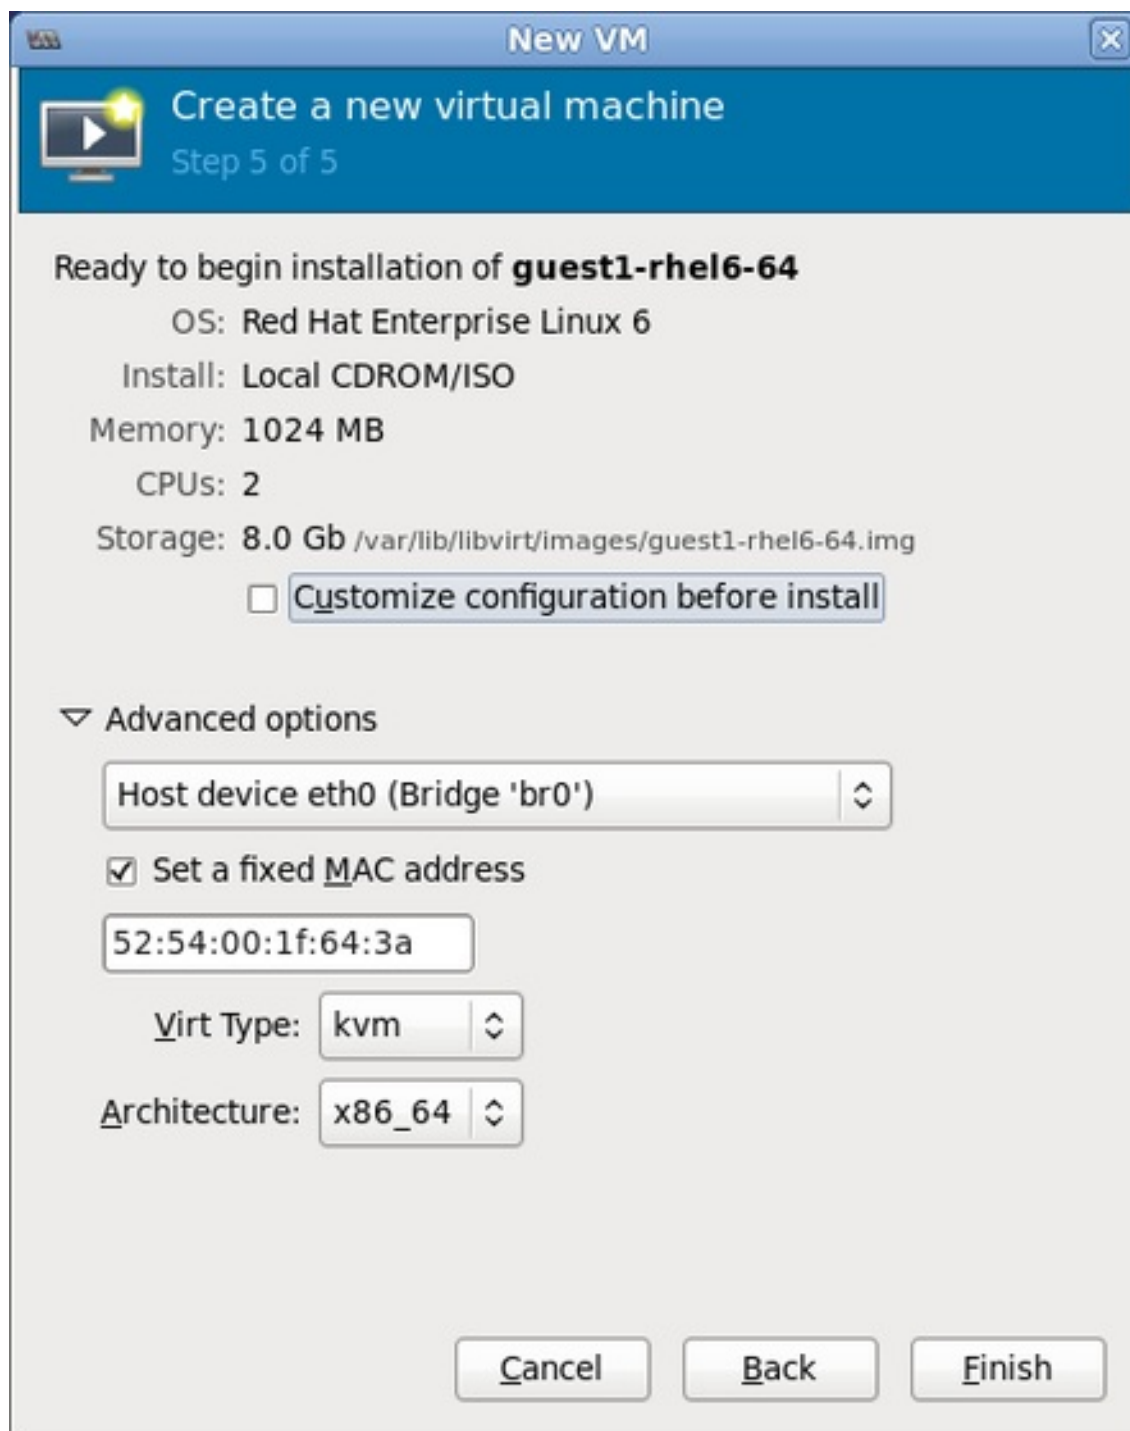 New VM
Create a new virtual machine
Step 5 of 5
Ready to begin installation of guest1-rhel6-64
OS: Red Hat Enterprise Linux 6
Install: Local CDROM/ISO
Memory: 1024 MB
CPUs: 2
Storage: 8.0 Gb /var/lib/libvirt/images/guest1-rhel6-64.img
Customize configuration before install
Advanced options
Host device eth0 (Bridge 'br0')
Set a fixed MAC address
52:54:00:1f:64:3a
Virt Type: kvm
Architecture: x86_64
Cancel Back Finish